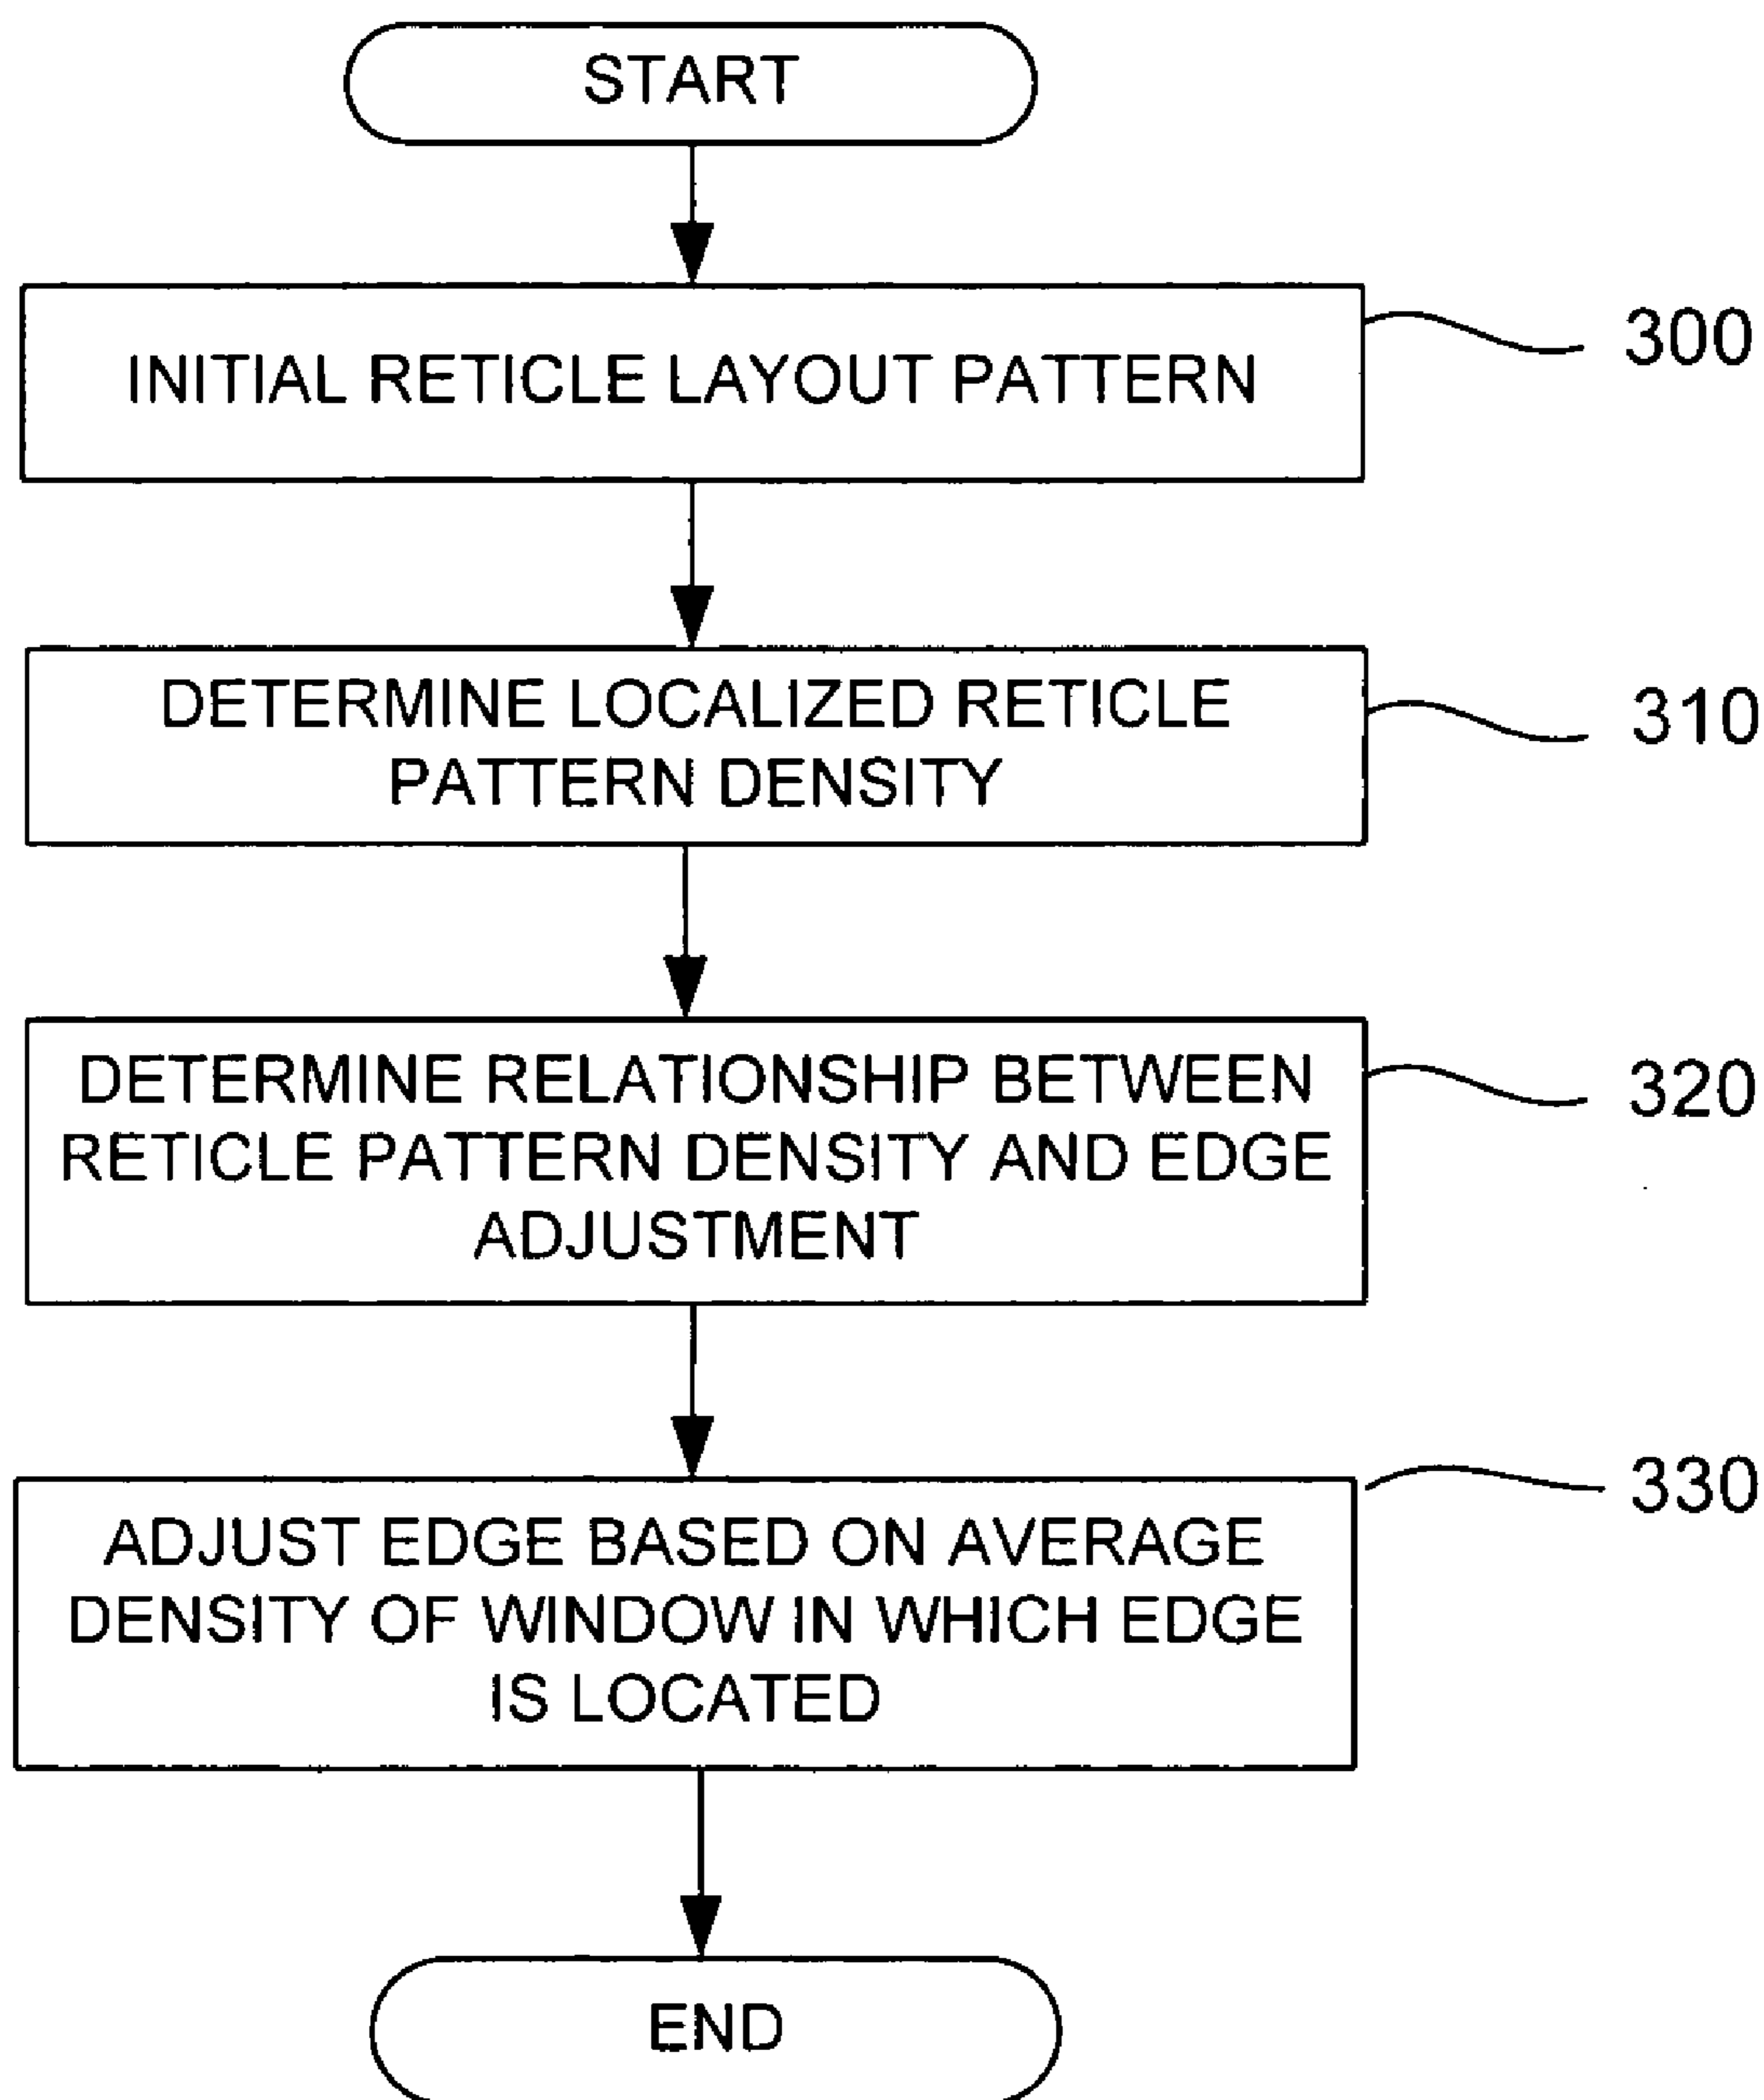 START
INITIAL RETICLE LAYOUT PATTERN
300
DETERMINE LOCALIZED RETICLE
PATTERN DENSITY
310
DETERMINE RELATIONSHIP BETWEEN
RETICLE PATTERN DENSITY AND EDGE
ADJUSTMENT
320
ADJUST EDGE BASED ON AVERAGE
DENSITY OF WINDOW IN WHICH EDGE
IS LOCATED
330
END